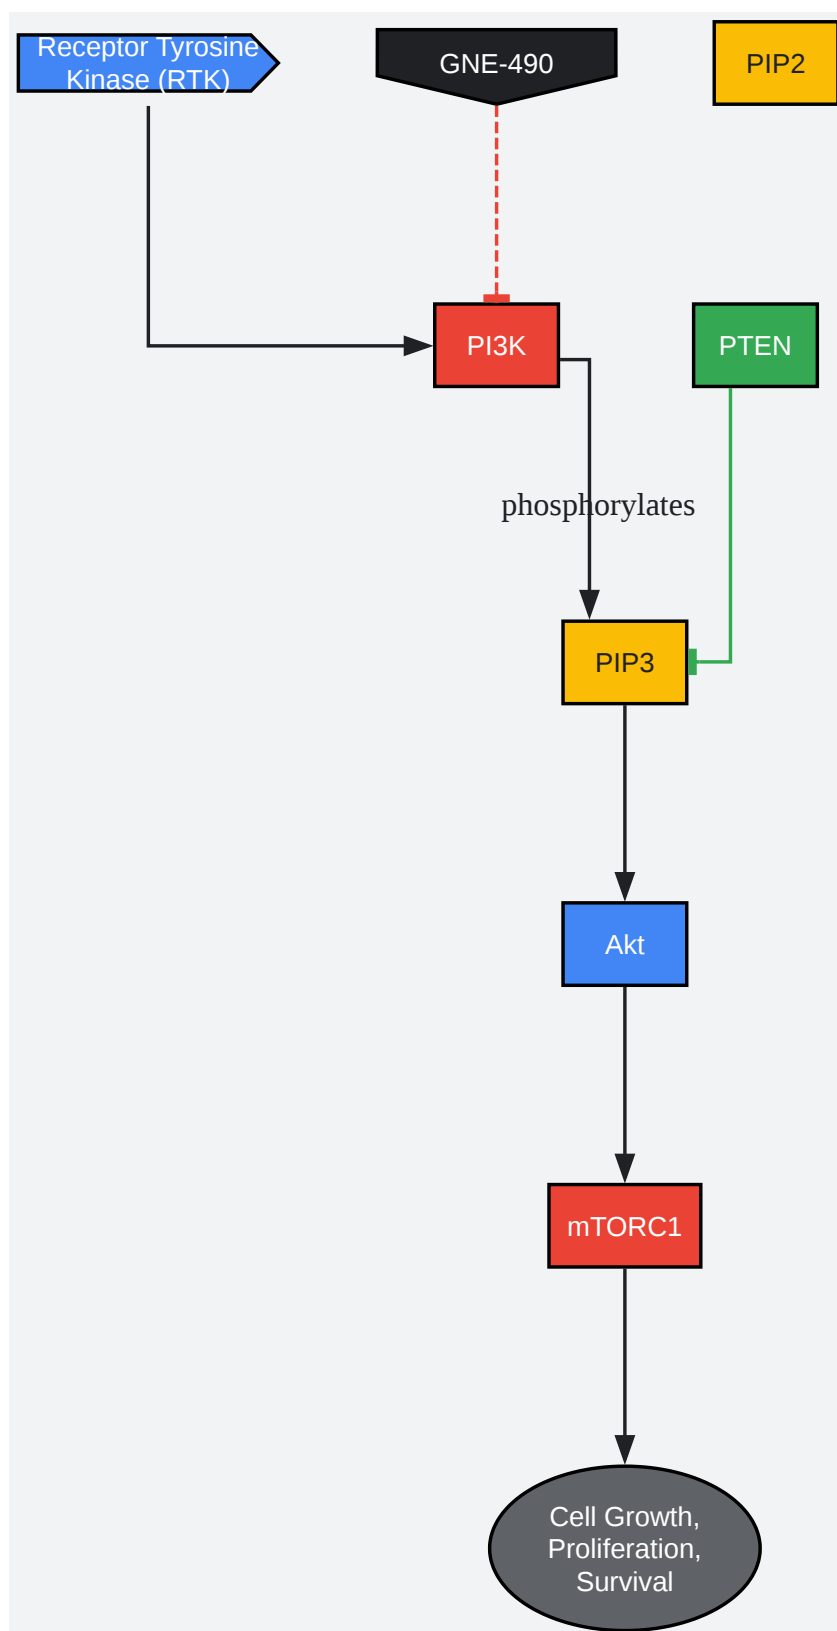 Receptor Tyrosine
Kinase (RTK)
GNE-490
PIP2
PI3K
PTEN
phosphorylates
PIP3
Akt
mTORC1
Cell Growth,
Proliferation,
Survival